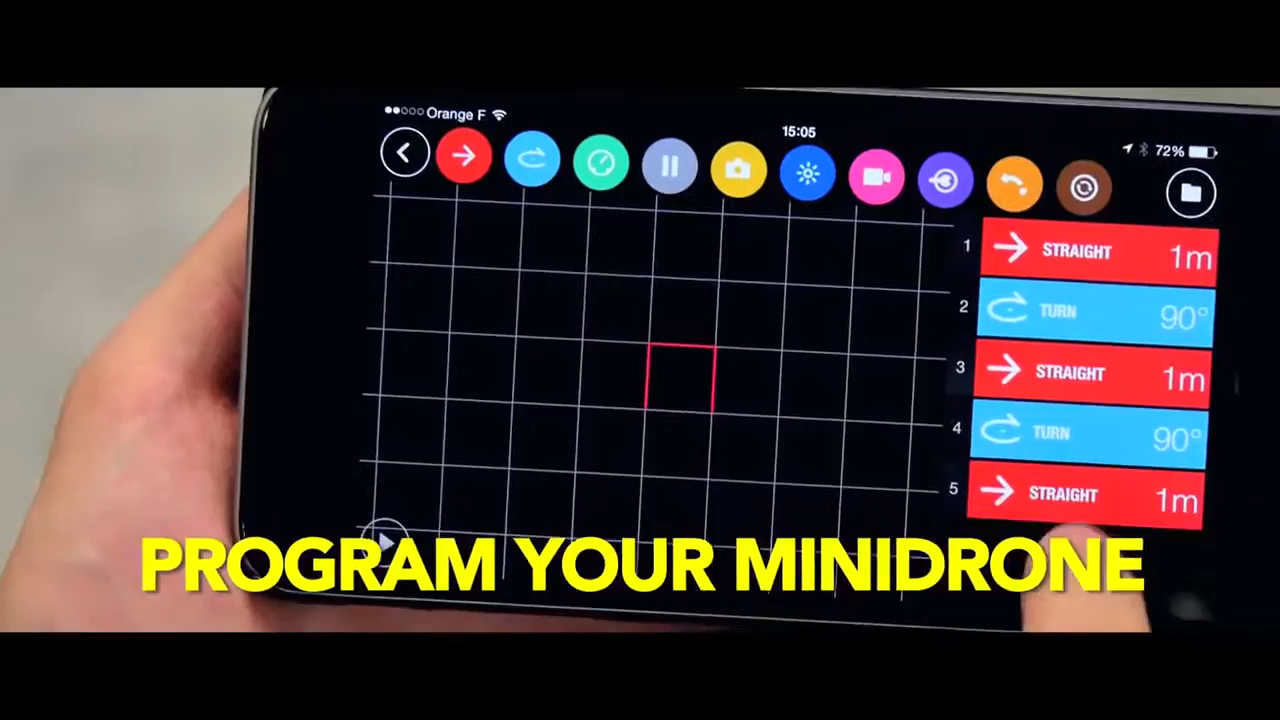 Orange F
15:05
72%
1 STRAIGHT 1m
2 TURN 90°
3 STRAIGHT 1m
4 TURN 90°
5 STRAIGHT 1m
PROGRAM YOUR MINIDRONE